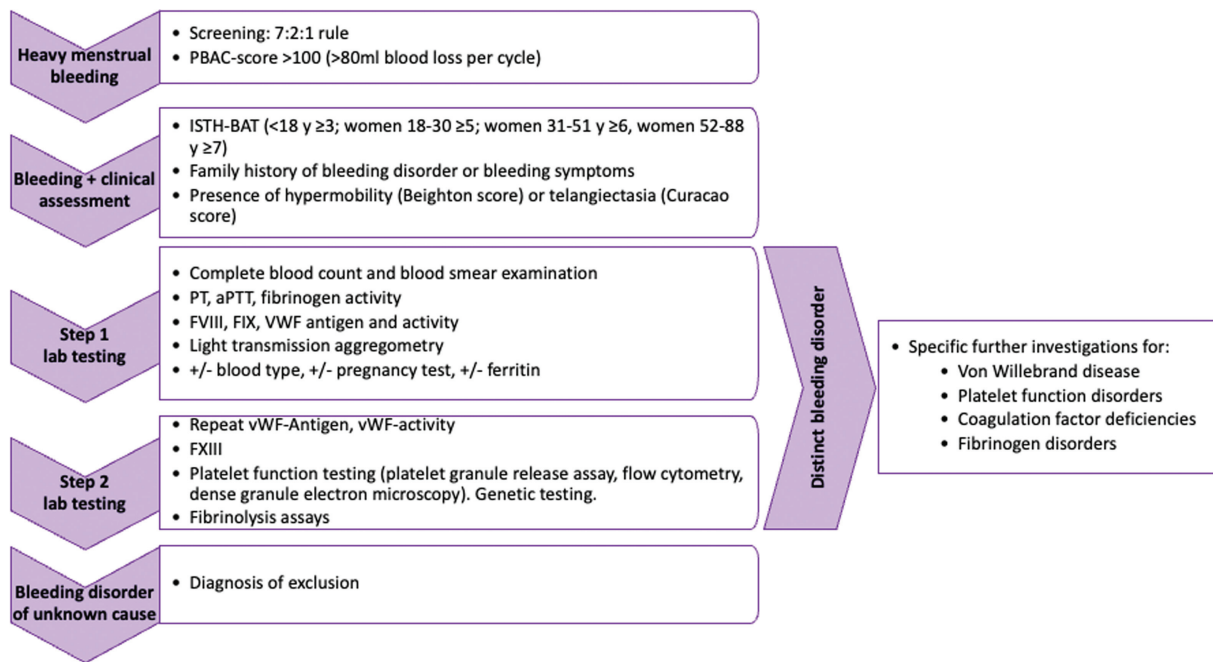 Heavy menstrual
bleeding
• Screening: 7:2:1 rule
• PBAC-score >100 (>80ml blood loss per cycle)
Bleeding + clinical
assessment
• ISTH-BAT (<18 y ≥3; women 18-30 ≥5; women 31-51 y ≥6, women 52-88
y ≥7)
• Family history of bleeding disorder or bleeding symptoms
• Presence of hypermobility (Beighton score) or telangiectasia (Curacao
score)
Step 1
lab testing
• Complete blood count and blood smear examination
• PT, aPTT, fibrinogen activity
• FVIII, FIX, VWF antigen and activity
• Light transmission aggregometry
• +/- blood type, +/- pregnancy test, +/- ferritin
Step 2
lab testing
• Repeat vWF-Antigen, vWF-activity
• FXIII
• Platelet function testing (platelet granule release assay, flow cytometry,
dense granule electron microscopy). Genetic testing.
• Fibrinolysis assays
Distinct bleeding disorder
• Specific further investigations for:
• Von Willebrand disease
• Platelet function disorders
• Coagulation factor deficiencies
• Fibrinogen disorders
Bleeding disorder
of unknown cause
• Diagnosis of exclusion